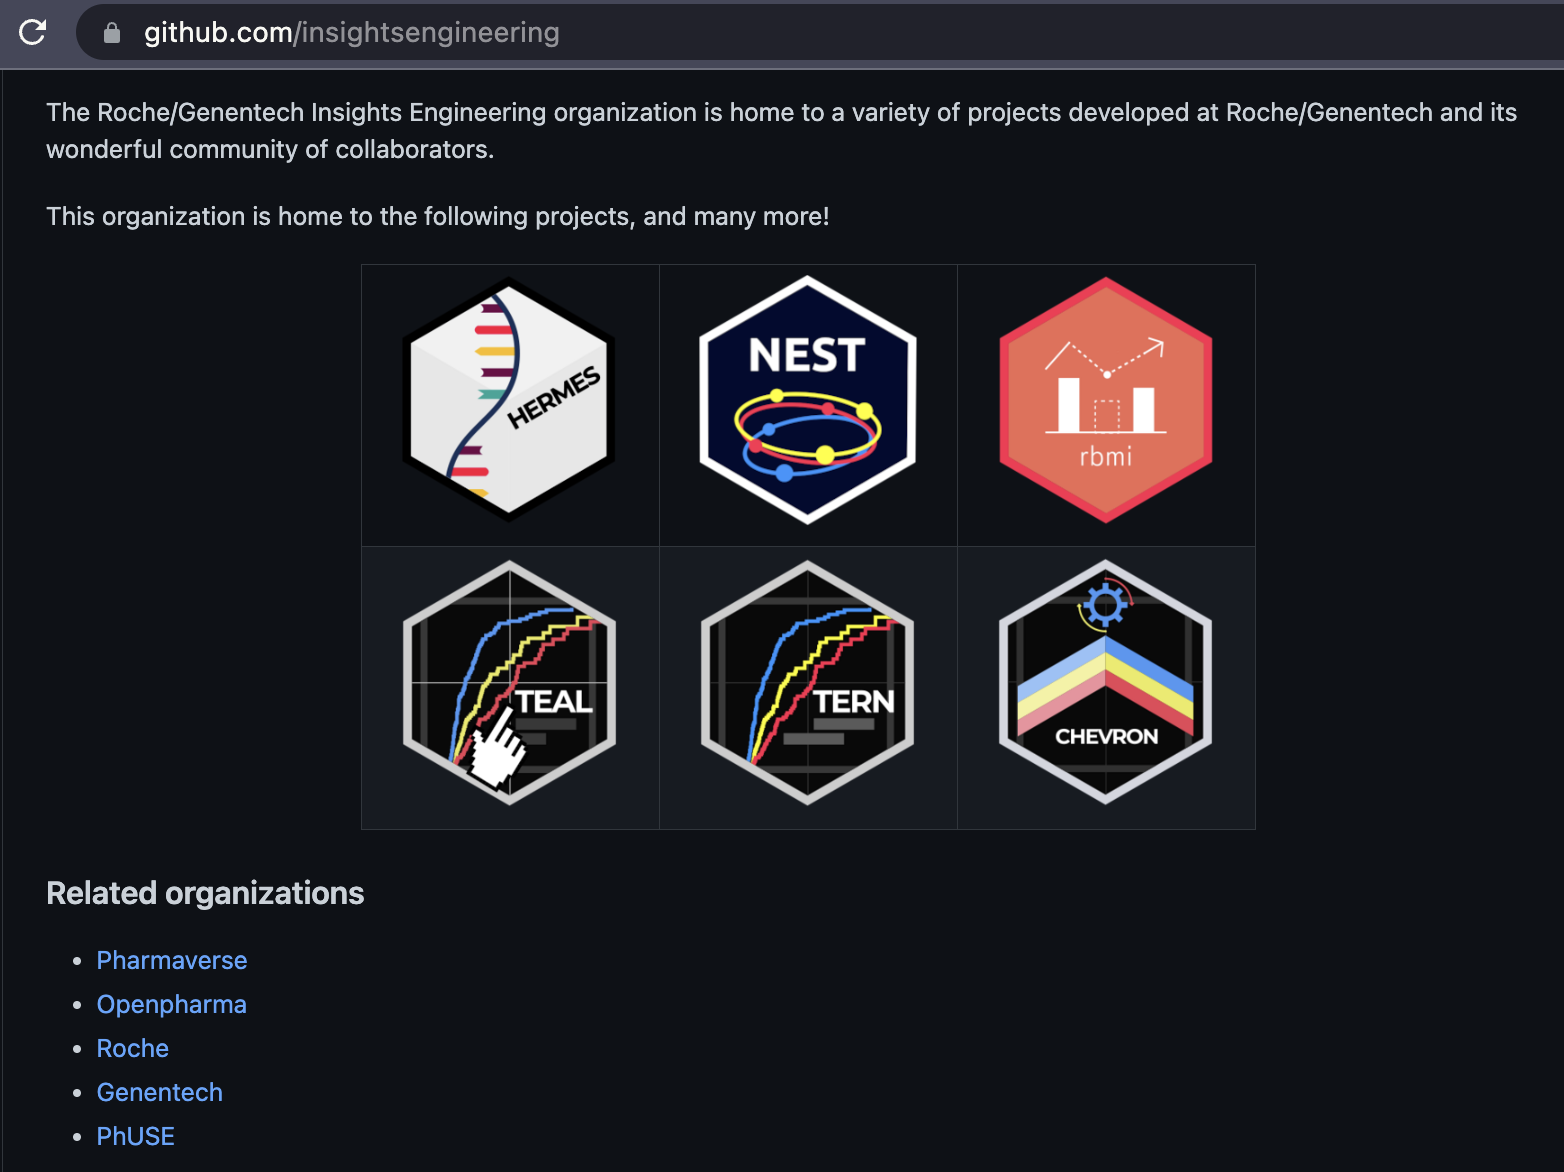 github.com/insightsengineering
The Roche/Genentech Insights Engineering organization is home to a variety of projects developed at Roche/Genentech and its
wonderful community of collaborators.
This organization is home to the following projects, and many more!
HERMES
NEST
rbmi
TEAL
TERN
CHEVRON
Related organizations
Pharmaverse
Openpharma
Roche
Genentech
PhUSE